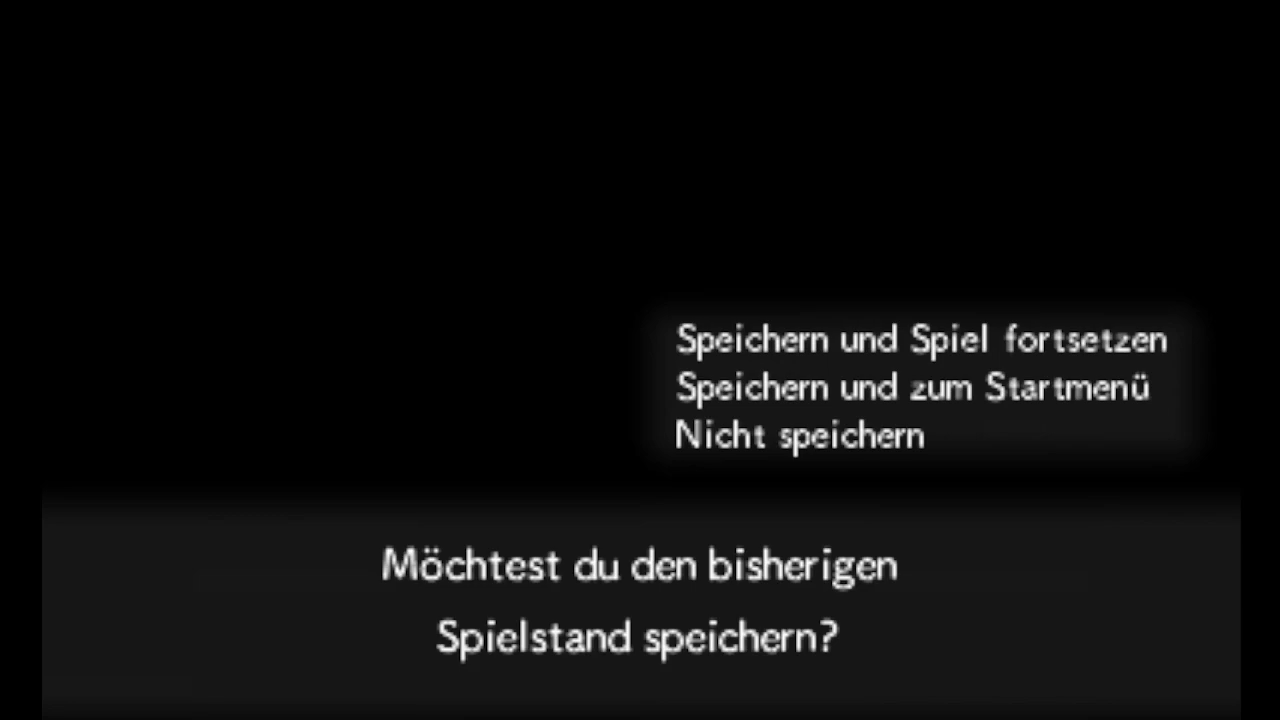 Speichern und Spiel fortsetzen
Speichern und zum Startmenü
Nicht speichern
Möchtest du den bisherigen
Spielstand speichern?